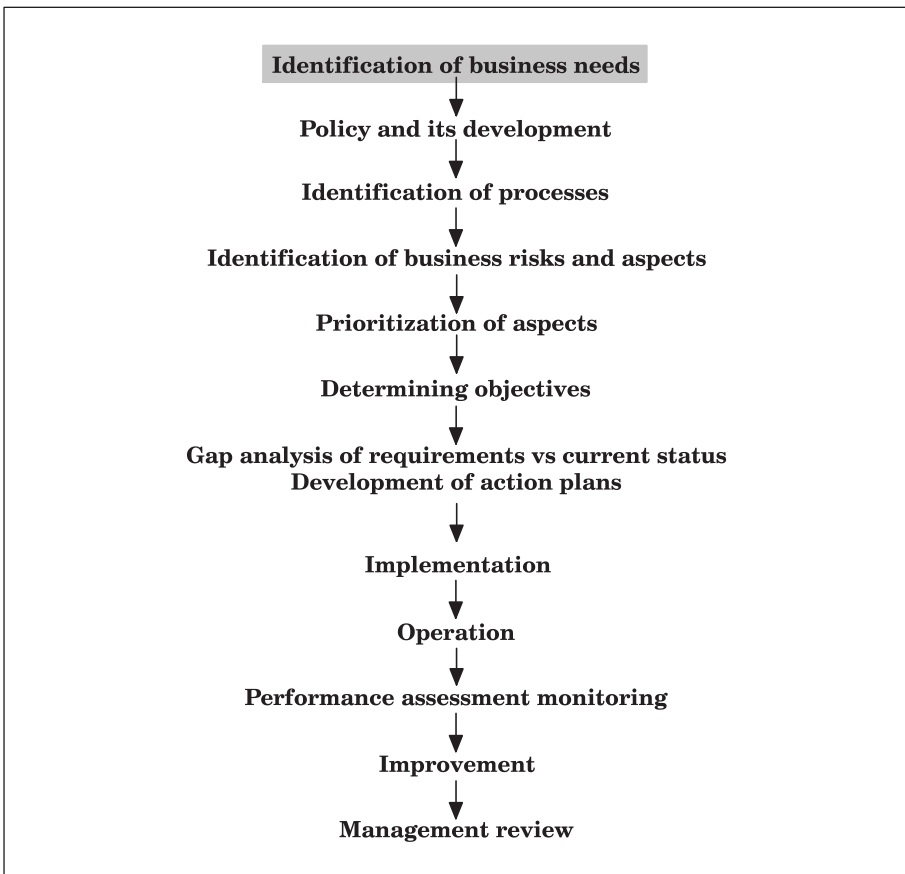 Identification of business needs
Policy and its development
Identification of processes
Identification of business risks and aspects
Prioritization of aspects
Determining objectives
Gap analysis of requirements vs current status
Development of action plans
Implementation
Operation
Performance assessment monitoring
Improvement
Management review